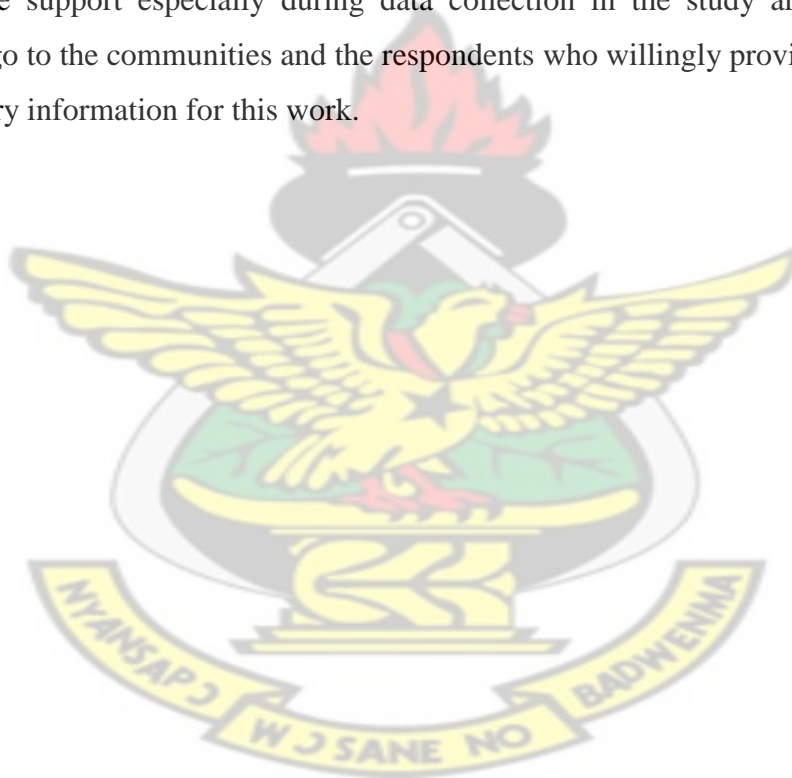 e support especially during data collection in the study ar
go to the communities and the respondents who willingly provi
ry information for this work.
NYANSAPƆ
WƆSANE NO
BADWENMA